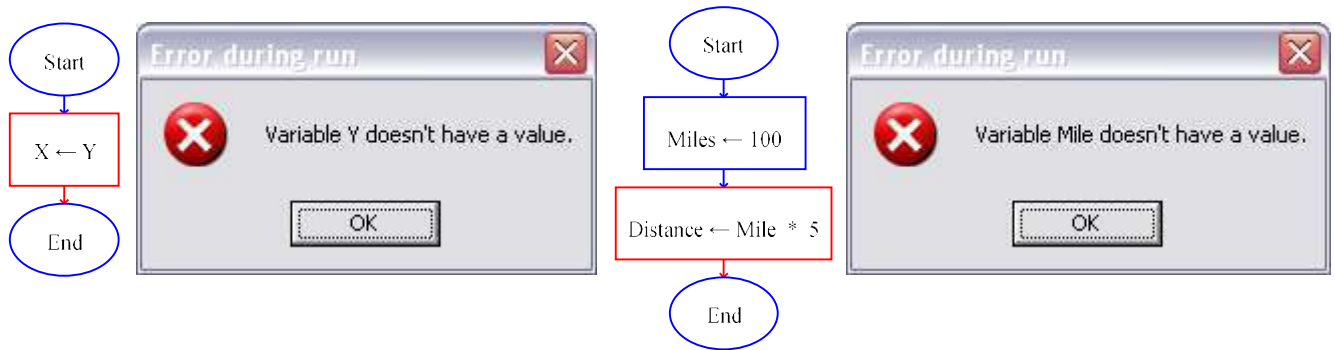 Start
X ← Y
End
Error during run
Variable Y doesn't have a value.
OK
Start
Miles ← 100
Distance ← Mile * 5
End
Error during run
Variable Mile doesn't have a value.
OK